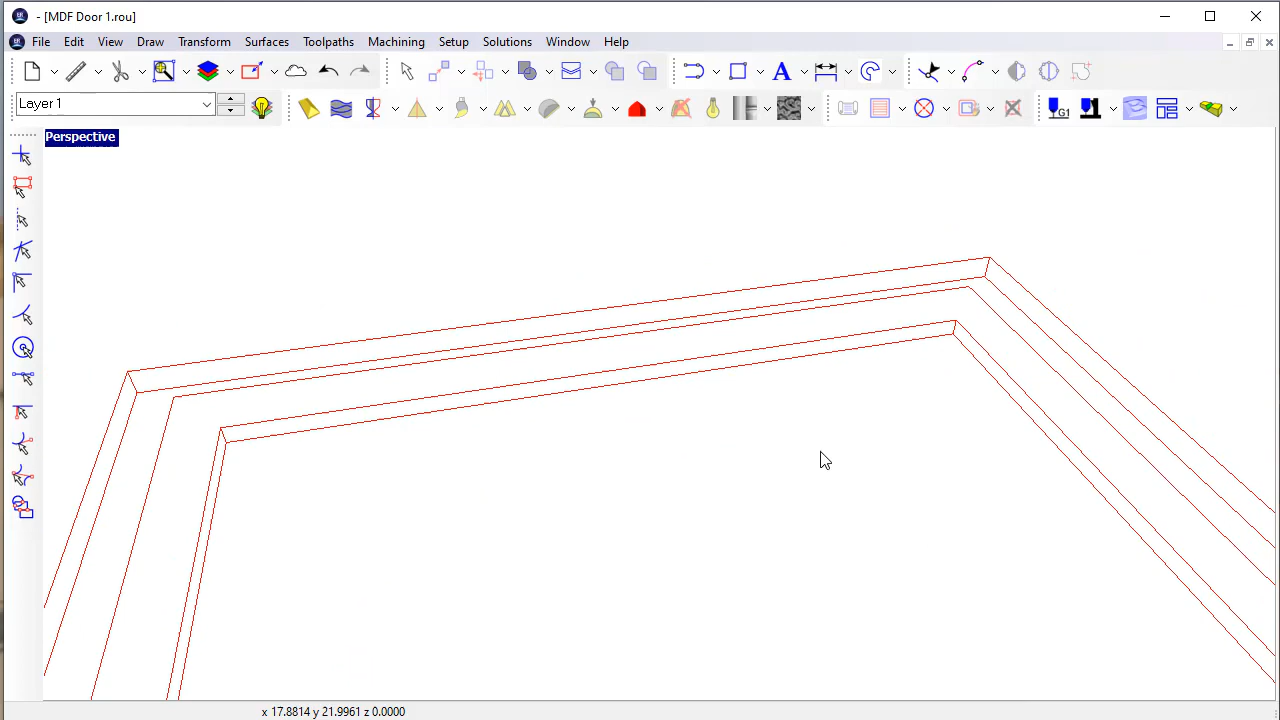 - [MDF Door 1.rou]
File Edit View Draw Transform Surfaces Toolpaths Machining Setup Solutions Window Help
Layer 1
G1
Perspective
x 17.8814 y 21.9961 z 0.0000